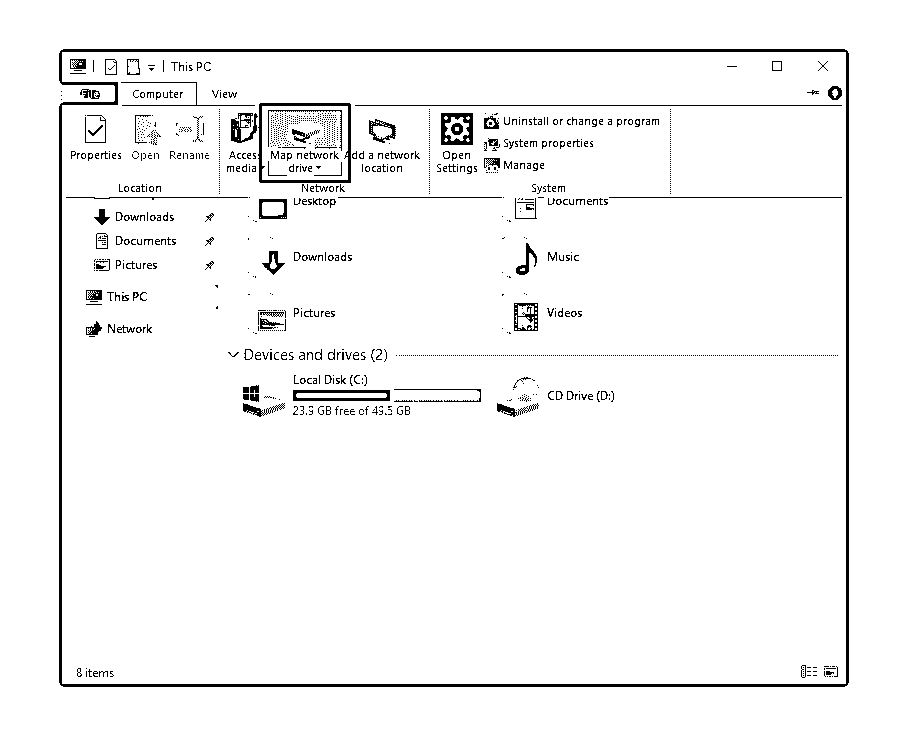 This PC
File
Computer
View
Properties
Open
Rename
Access
media
Map network
drive
Add a network
location
Open
Settings
Uninstall or change a program
System properties
Manage
Location
Network
System
Downloads
Documents
Pictures
This PC
Network
Desktop
Documents
Downloads
Music
Pictures
Videos
Devices and drives (2)
Local Disk (C:)
23.9 GB free of 49.5 GB
CD Drive (D:)
8 items